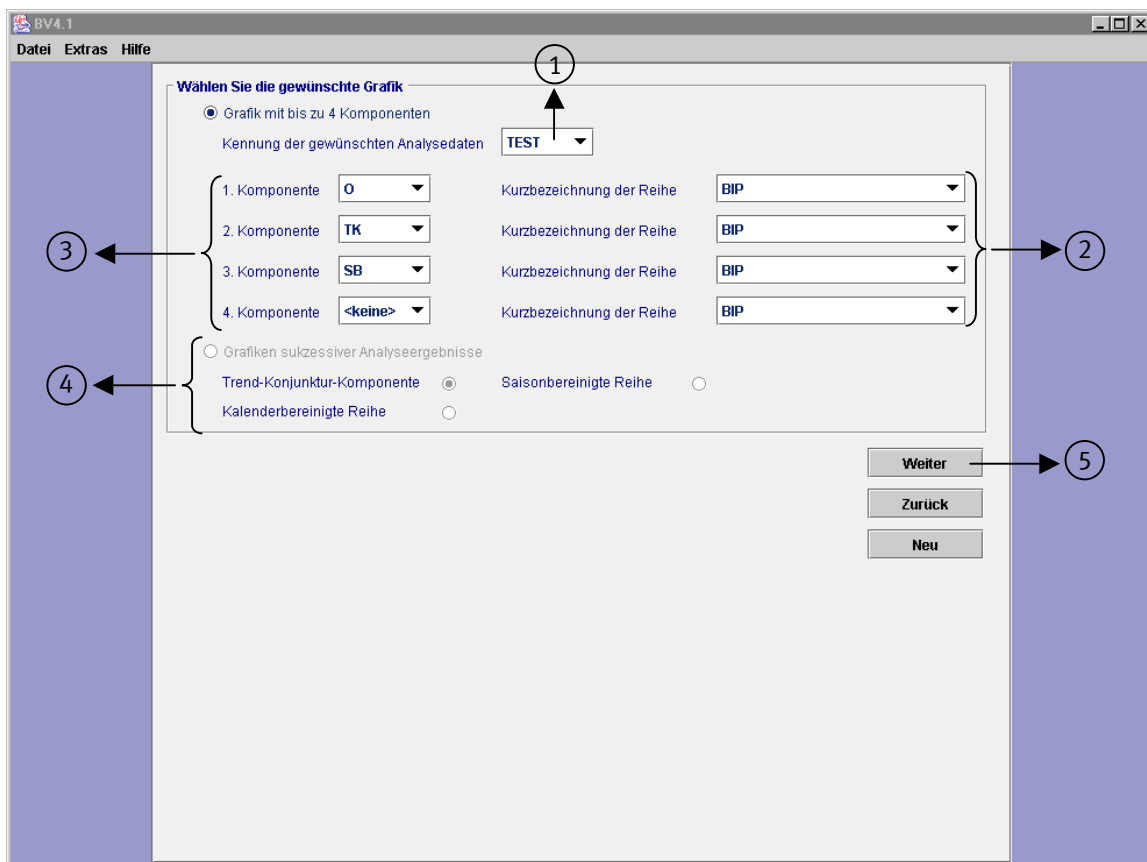 BV4.1
Datei Extras Hilfe
1
Wählen Sie die gewünschte Grafik
Grafik mit bis zu 4 Komponenten
Kennung der gewünschten Analysedaten TEST
1. Komponente O Kurzbezeichnung der Reihe BIP
2. Komponente TK Kurzbezeichnung der Reihe BIP
3 2
3. Komponente SB Kurzbezeichnung der Reihe BIP
4. Komponente <keine> Kurzbezeichnung der Reihe BIP
Grafiken sukzessiver Analyseergebnisse
4 Trend-Konjunktur-Komponente Saisonbereinigte Reihe
Kalenderbereinigte Reihe
Weiter 5
Zurück
Neu